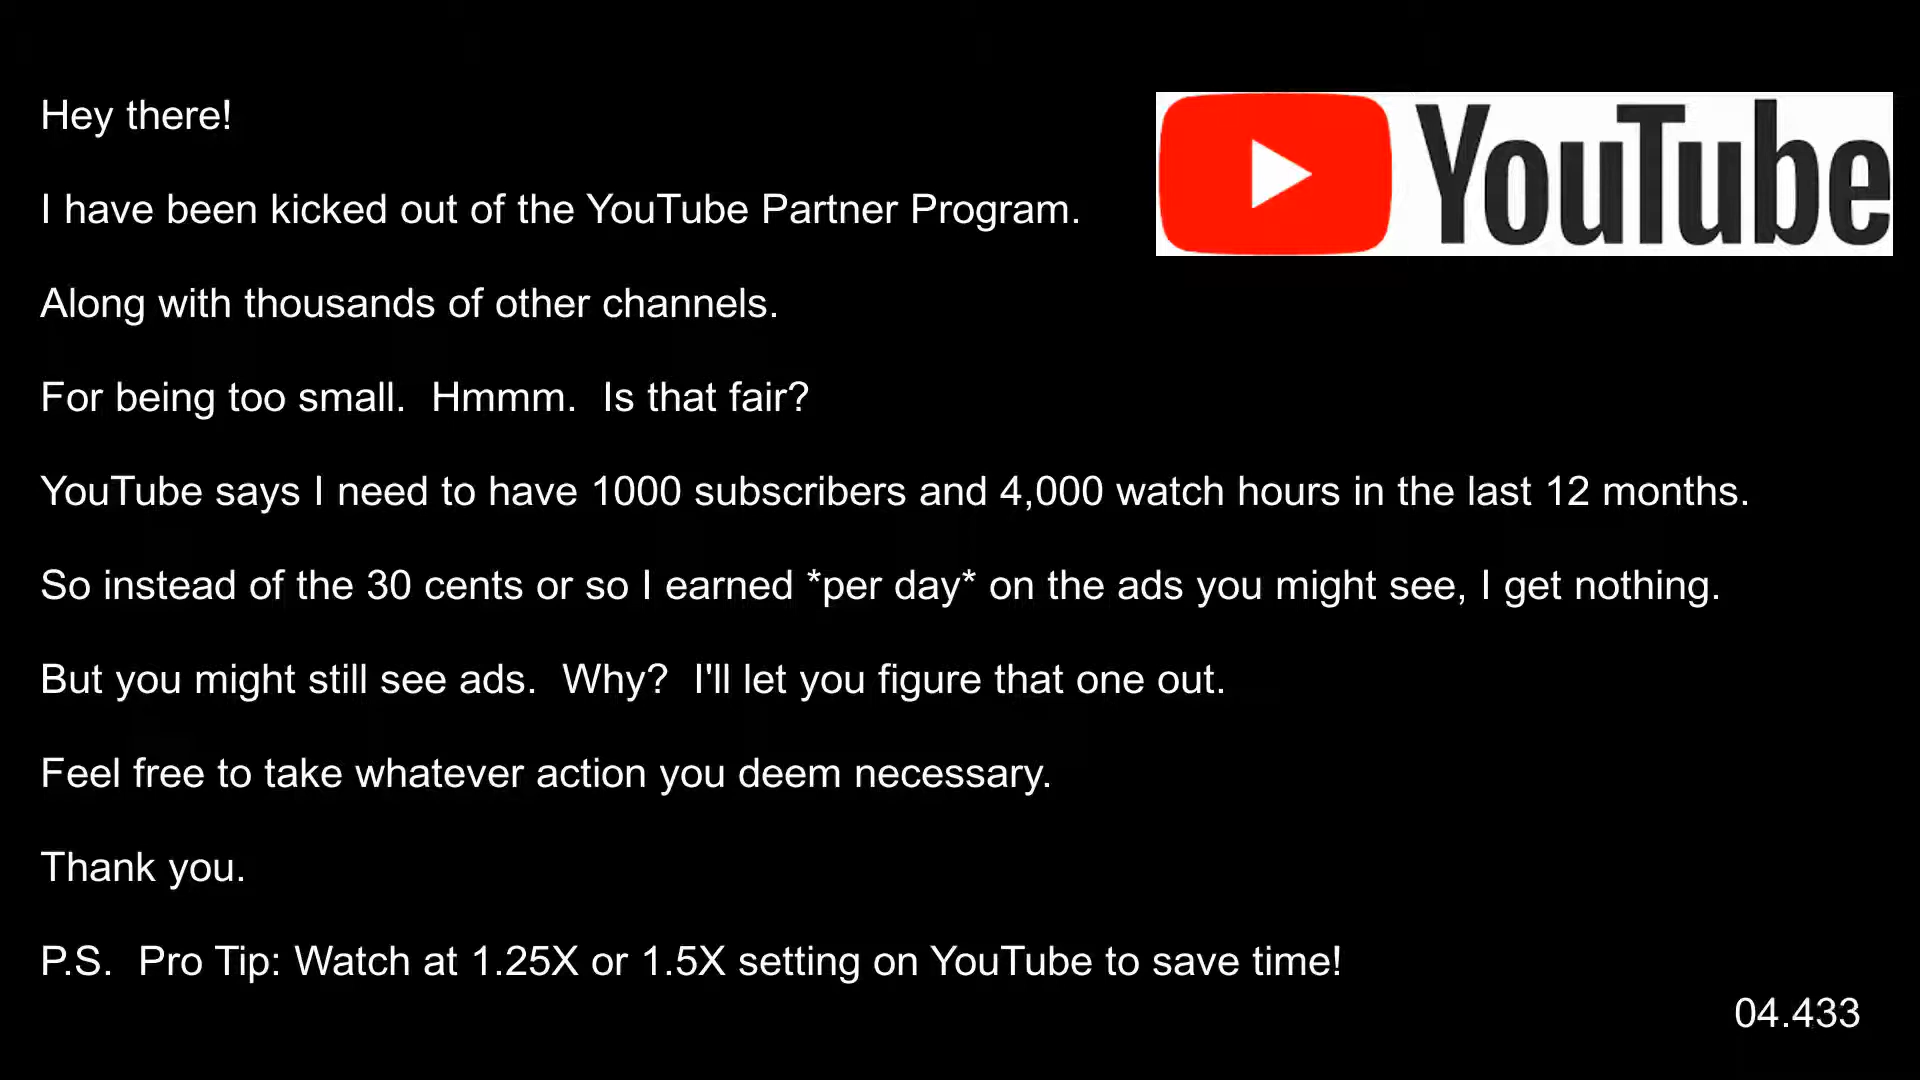 Hey there!
YouTube
I have been kicked out of the YouTube Partner Program.
Along with thousands of other channels.
For being too small.  Hmmm.  Is that fair?
YouTube says I need to have 1000 subscribers and 4,000 watch hours in the last 12 months.
So instead of the 30 cents or so I earned *per day* on the ads you might see, I get nothing.
But you might still see ads.  Why?  I'll let you figure that one out.
Feel free to take whatever action you deem necessary.
Thank you.
P.S.  Pro Tip: Watch at 1.25X or 1.5X setting on YouTube to save time!
04.433